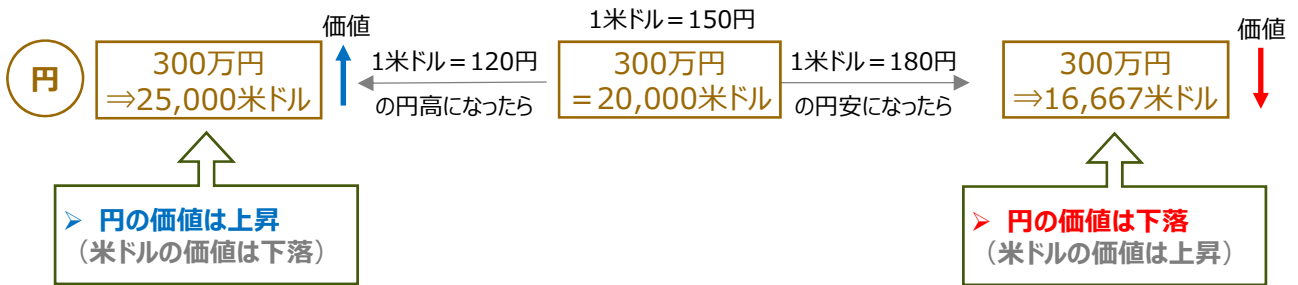 円
300万円
⇒25,000米ドル
価値
1米ドル＝120円
の円高になったら
1米ドル＝150円
300万円
＝20,000米ドル
1米ドル＝180円
の円安になったら
300万円
⇒16,667米ドル
価値
➢ 円の価値は上昇
（米ドルの価値は下落）
➢ 円の価値は下落
（米ドルの価値は上昇）